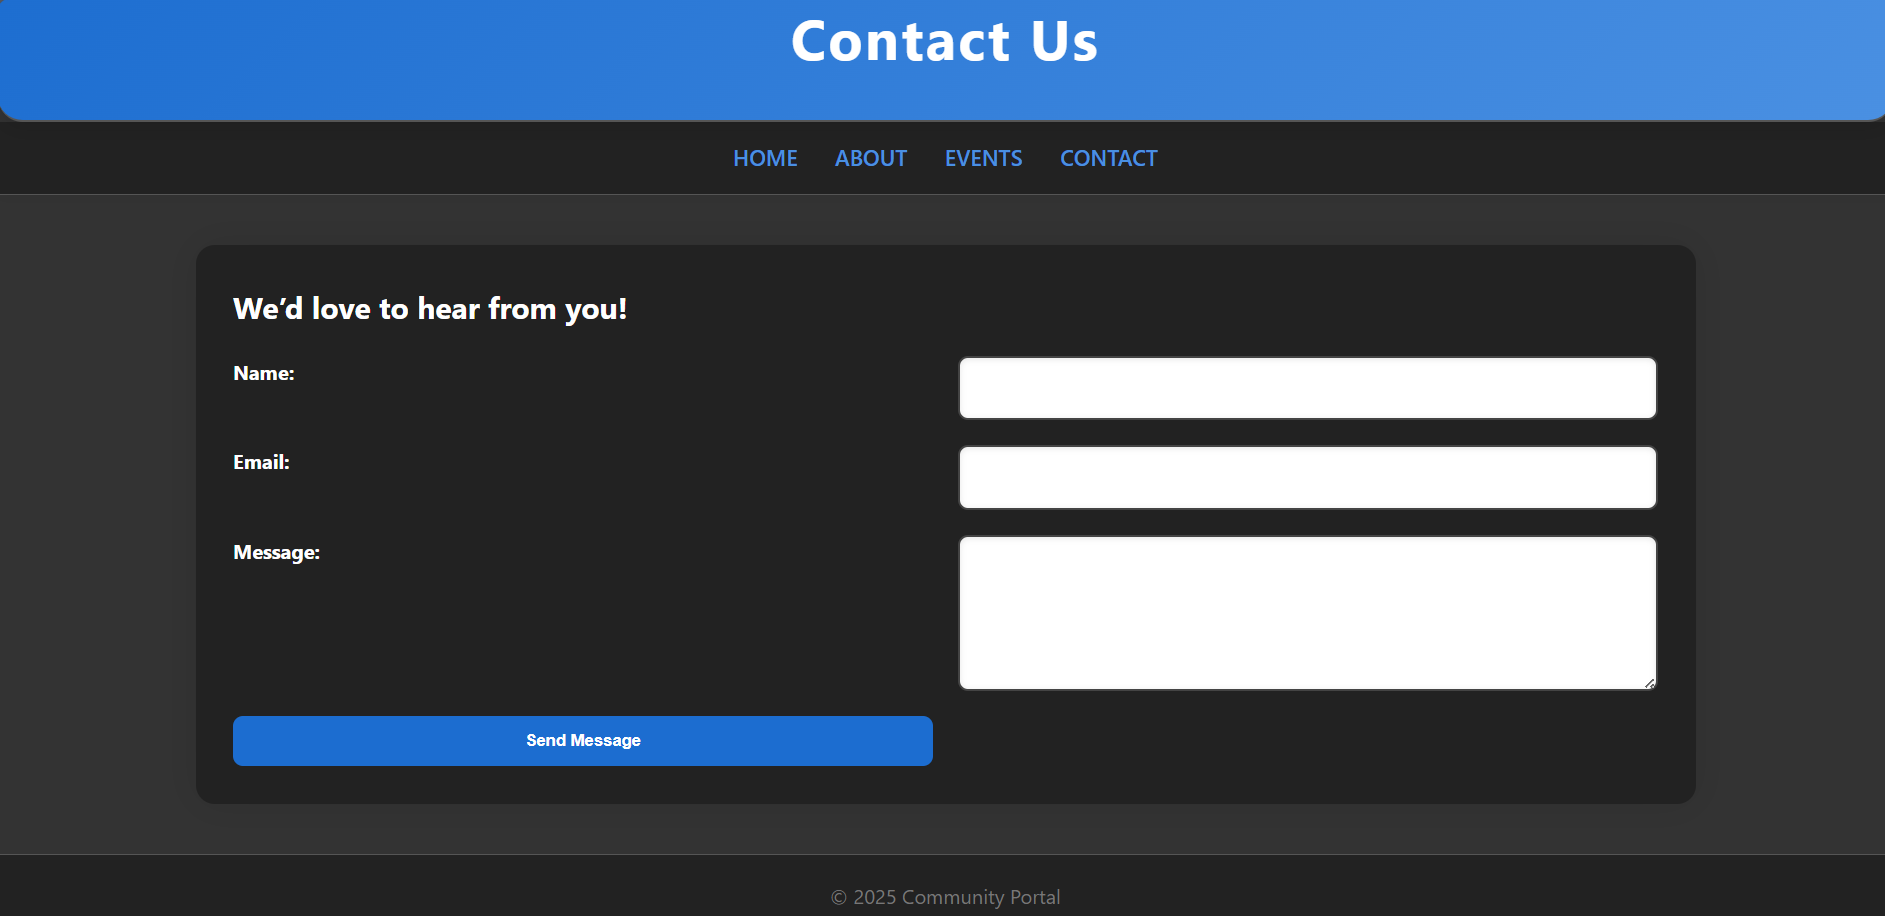 Contact Us
HOME ABOUT EVENTS CONTACT
We’d love to hear from you!
Name:
Email:
Message:
Send Message
© 2025 Community Portal